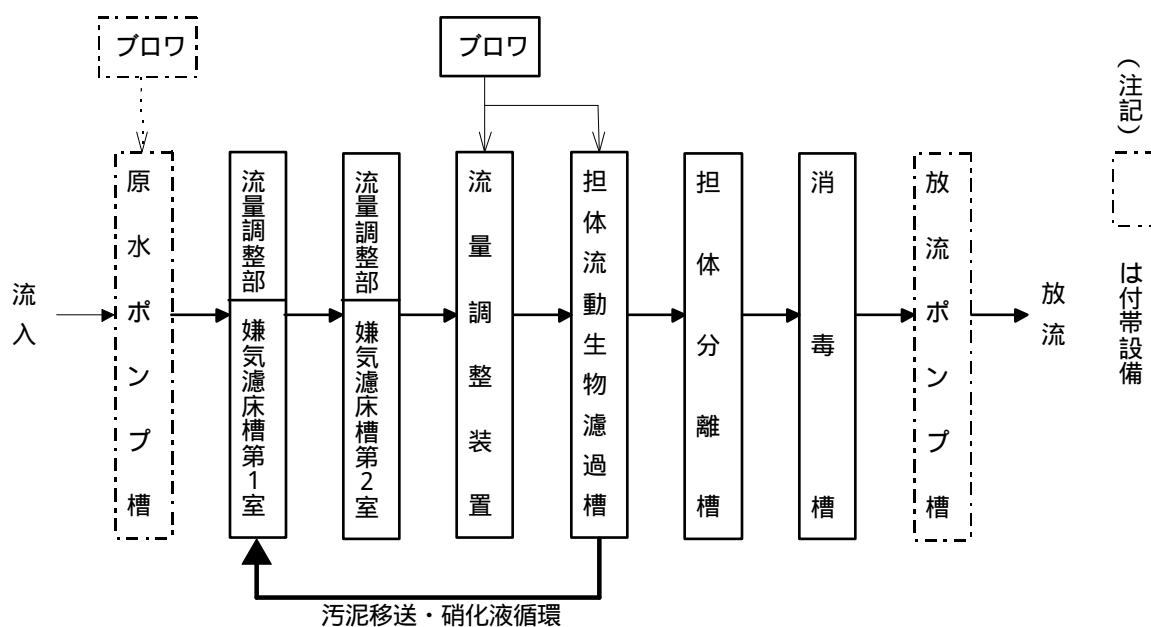 ブロワ
ブロワ
流入
原水ポンプ槽
流量調整部
嫌気濾床槽第1室
流量調整部
嫌気濾床槽第2室
流量調整装置
担体流動生物濾過槽
担体分離槽
消毒槽
放流ポンプ槽
放流
汚泥移送・硝化液循環
(注記)
は付帯設備